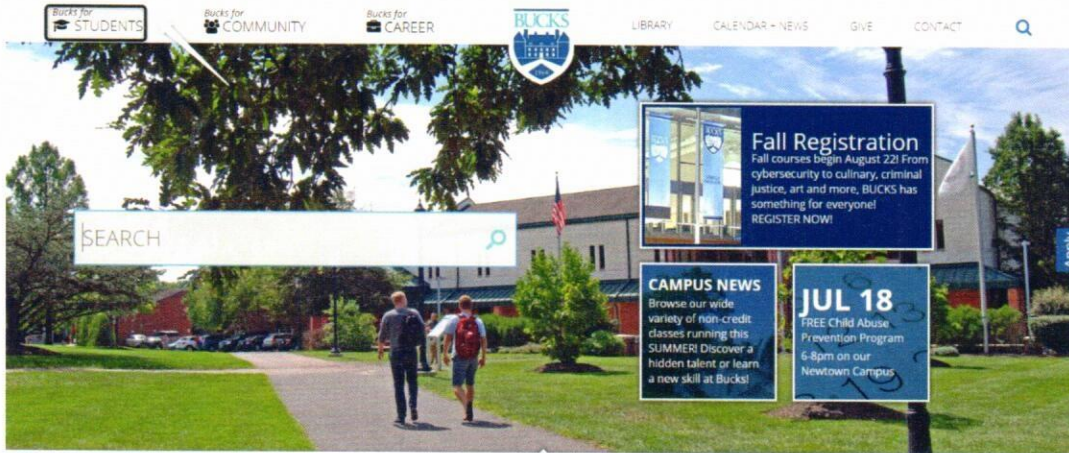 Bucks for
STUDENTS
Bucks for
COMMUNITY
Bucks for
CAREER
BUCKS
LIBRARY
CALENDAR + NEWS
GIVE
CONTACT
SEARCH
BUCKS
Fall Registration
Fall courses begin August 22! From
cybersecurity to culinary, criminal
justice, art and more, BUCKS has
something for everyone!
REGISTER NOW!
Apply
CAMPUS NEWS
Browse our wide
variety of non-credit
classes running this
SUMMER! Discover a
hidden talent or learn
a new skill at Bucks!
JUL 18
FREE Child Abuse
Prevention Program
6-8pm on our
Newtown Campus